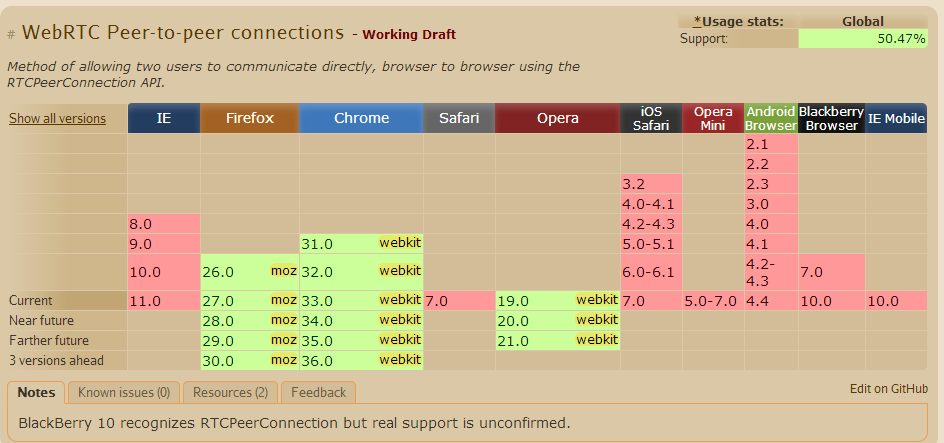 # WebRTC Peer-to-peer connections - Working Draft
*Usage stats: Global
Support: 50.47%
Method of allowing two users to communicate directly, browser to browser using the
RTCPeerConnection API.
Show all versions IE Firefox Chrome Safari Opera iOS Safari Opera Mini Android Browser Blackberry Browser IE Mobile
2.1
2.2
3.2 2.3
4.0-4.1 3.0
8.0 4.2-4.3 4.0
9.0 31.0 webkit 5.0-5.1 4.1
10.0 26.0 moz 32.0 webkit 6.0-6.1 4.2-4.3 7.0
Current 11.0 27.0 moz 33.0 webkit 7.0 19.0 webkit 7.0 5.0-7.0 4.4 10.0 10.0
Near future 28.0 moz 34.0 webkit 20.0 webkit
Farther future 29.0 moz 35.0 webkit 21.0 webkit
3 versions ahead 30.0 moz 36.0 webkit
Notes Known issues (0) Resources (2) Feedback Edit on GitHub
BlackBerry 10 recognizes RTCPeerConnection but real support is unconfirmed.